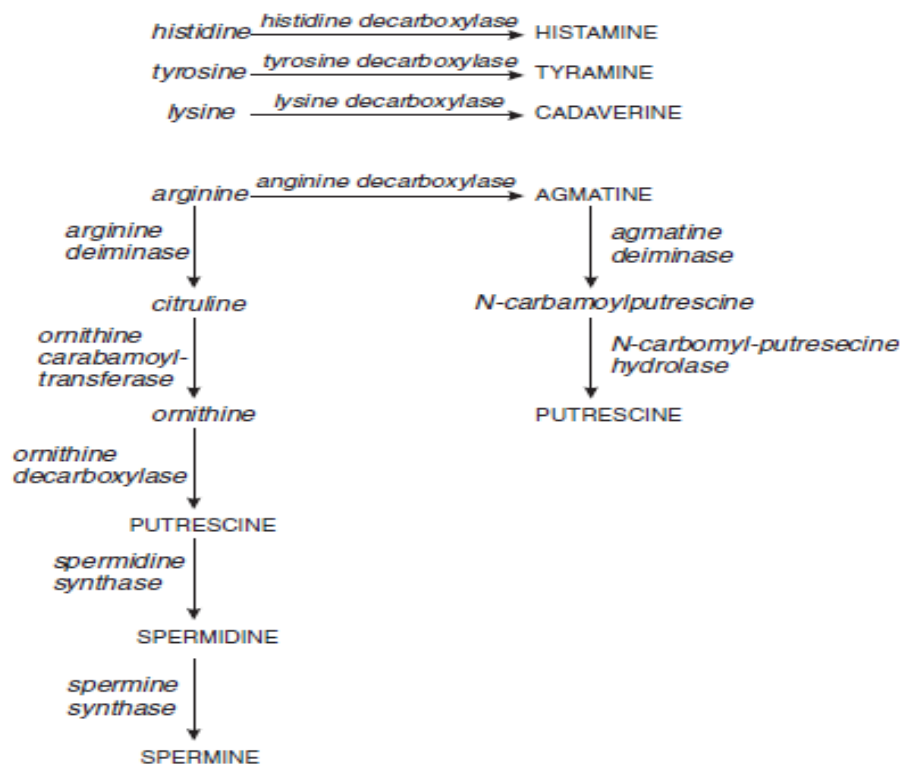 histidine decarboxylase
histidine HISTAMINE
tyrosine decarboxylase
tyrosine TYRAMINE
lysine decarboxylase
lysine CADAVERINE
anginine decarboxylase
arginine AGMATINE
arginine
deiminase
agmatine
deiminase
citruline
N-carbamoylputrescine
ornithine
carabamoyl-
transferase
N-carbomyl-putresecine
hydrolase
ornithine
PUTRESCINE
ornithine
decarboxylase
PUTRESCINE
spermidine
synthase
SPERMIDINE
spermine
synthase
SPERMINE